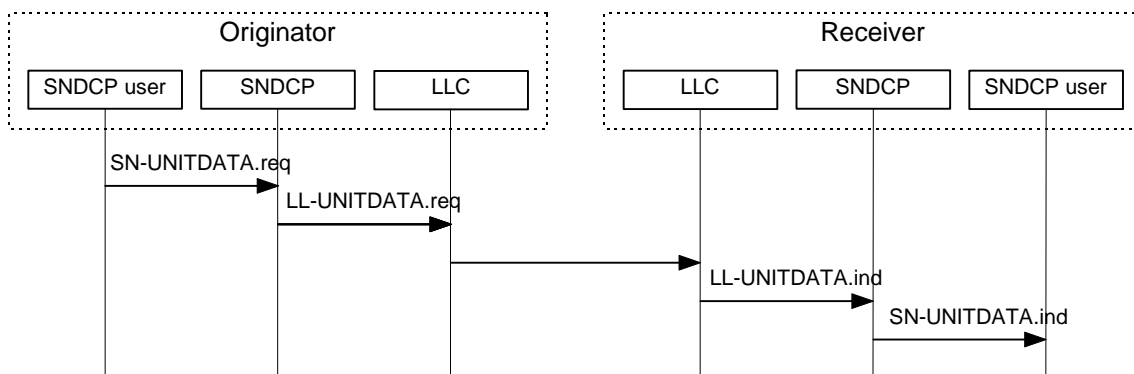 Originator Receiver
SNDCP user SNDCP LLC LLC SNDCP SNDCP user
SN-UNITDATA.req
LL-UNITDATA.req
LL-UNITDATA.ind
SN-UNITDATA.ind